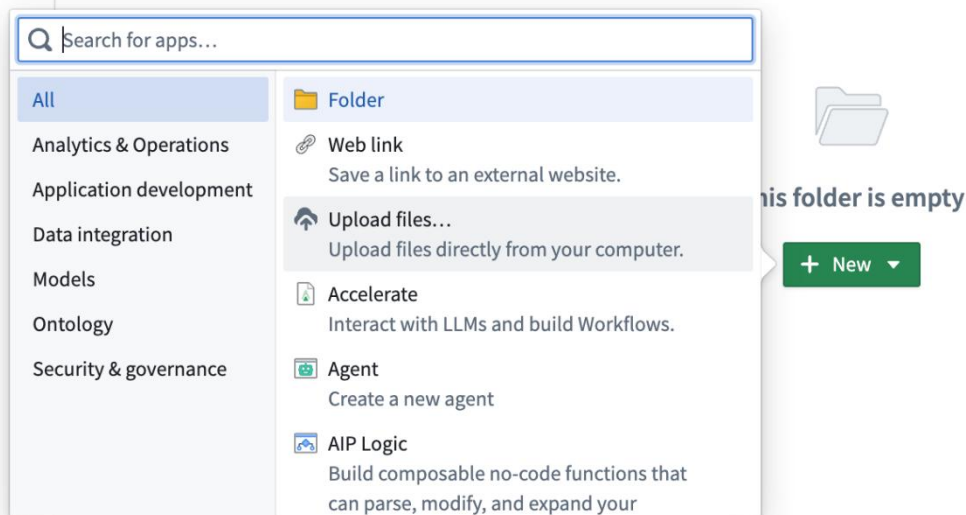 Search for apps...
All
Analytics & Operations
Application development
Data integration
Models
Ontology
Security & governance
Folder
Web link
Save a link to an external website.
Upload files...
Upload files directly from your computer.
Accelerate
Interact with LLMs and build Workflows.
Agent
Create a new agent
AIP Logic
Build composable no-code functions that
can parse, modify, and expand your
his folder is empty
+ New